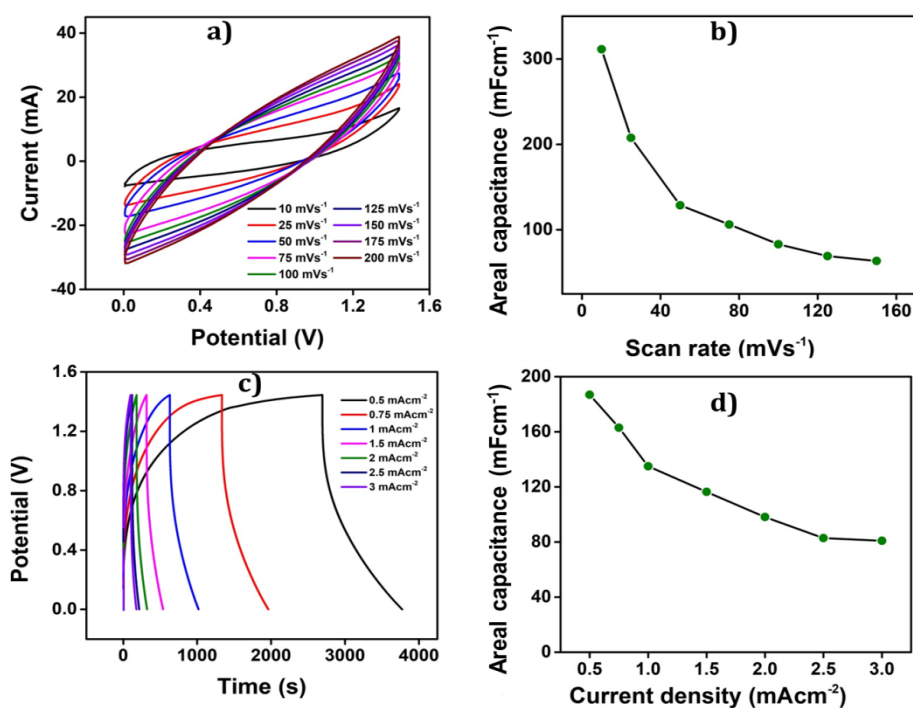 a)
Current (mA)
40
20
0
-20
-40
10 mVs⁻¹
25 mVs⁻¹
50 mVs⁻¹
75 mVs⁻¹
100 mVs⁻¹
125 mVs⁻¹
150 mVs⁻¹
175 mVs⁻¹
200 mVs⁻¹
0.0 0.4 0.8 1.2 1.6
Potential (V)
b)
Areal capacitance (mFcm⁻¹)
300
200
100
0 40 80 120 160
Scan rate (mVs⁻¹)
c)
Potential (V)
1.6
1.2
0.8
0.4
0.0
0.5 mAcm⁻²
0.75 mAcm⁻²
1 mAcm⁻²
1.5 mAcm⁻²
2 mAcm⁻²
2.5 mAcm⁻²
3 mAcm⁻²
0 1000 2000 3000 4000
Time (s)
d)
Areal capacitance (mFcm⁻¹)
200
160
120
80
40
0
0.5 1.0 1.5 2.0 2.5 3.0
Current density (mAcm⁻²)